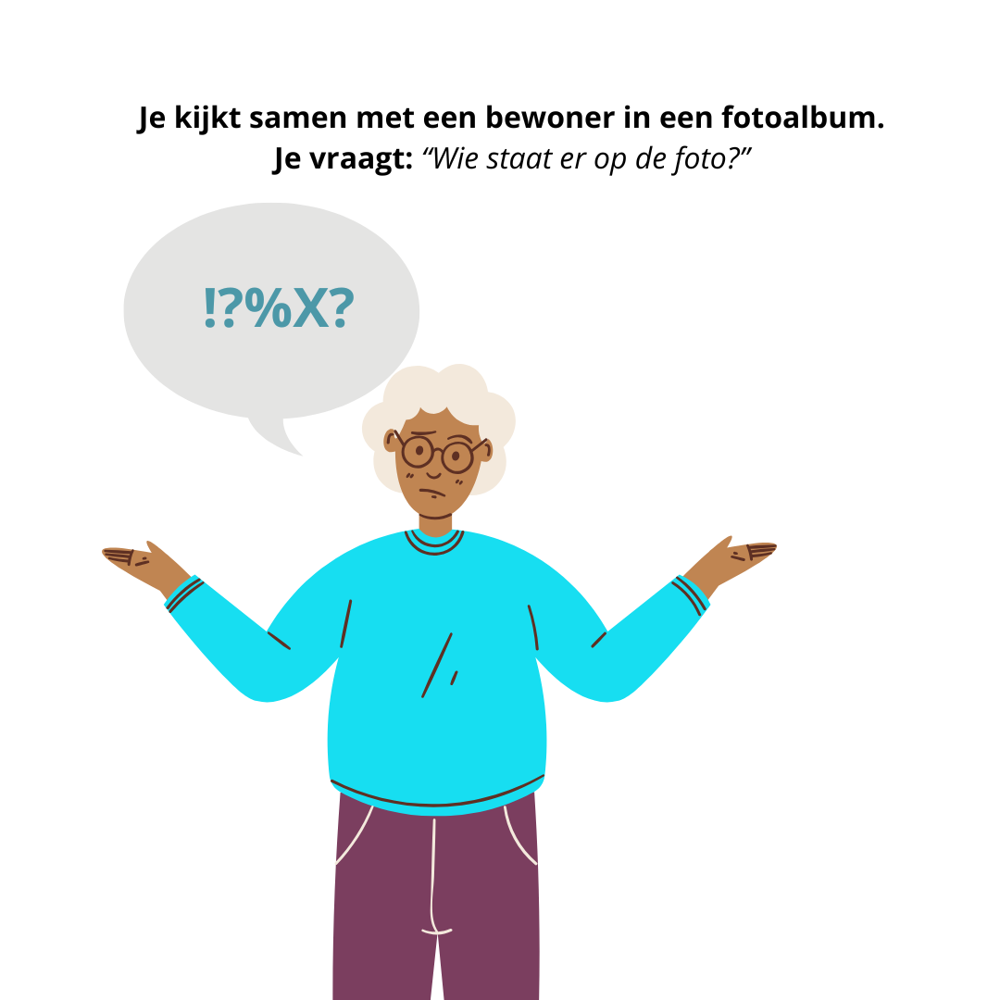 Je kijkt samen met een bewoner in een fotoalbum.
Je vraagt: “Wie staat er op de foto?”
!?%X?